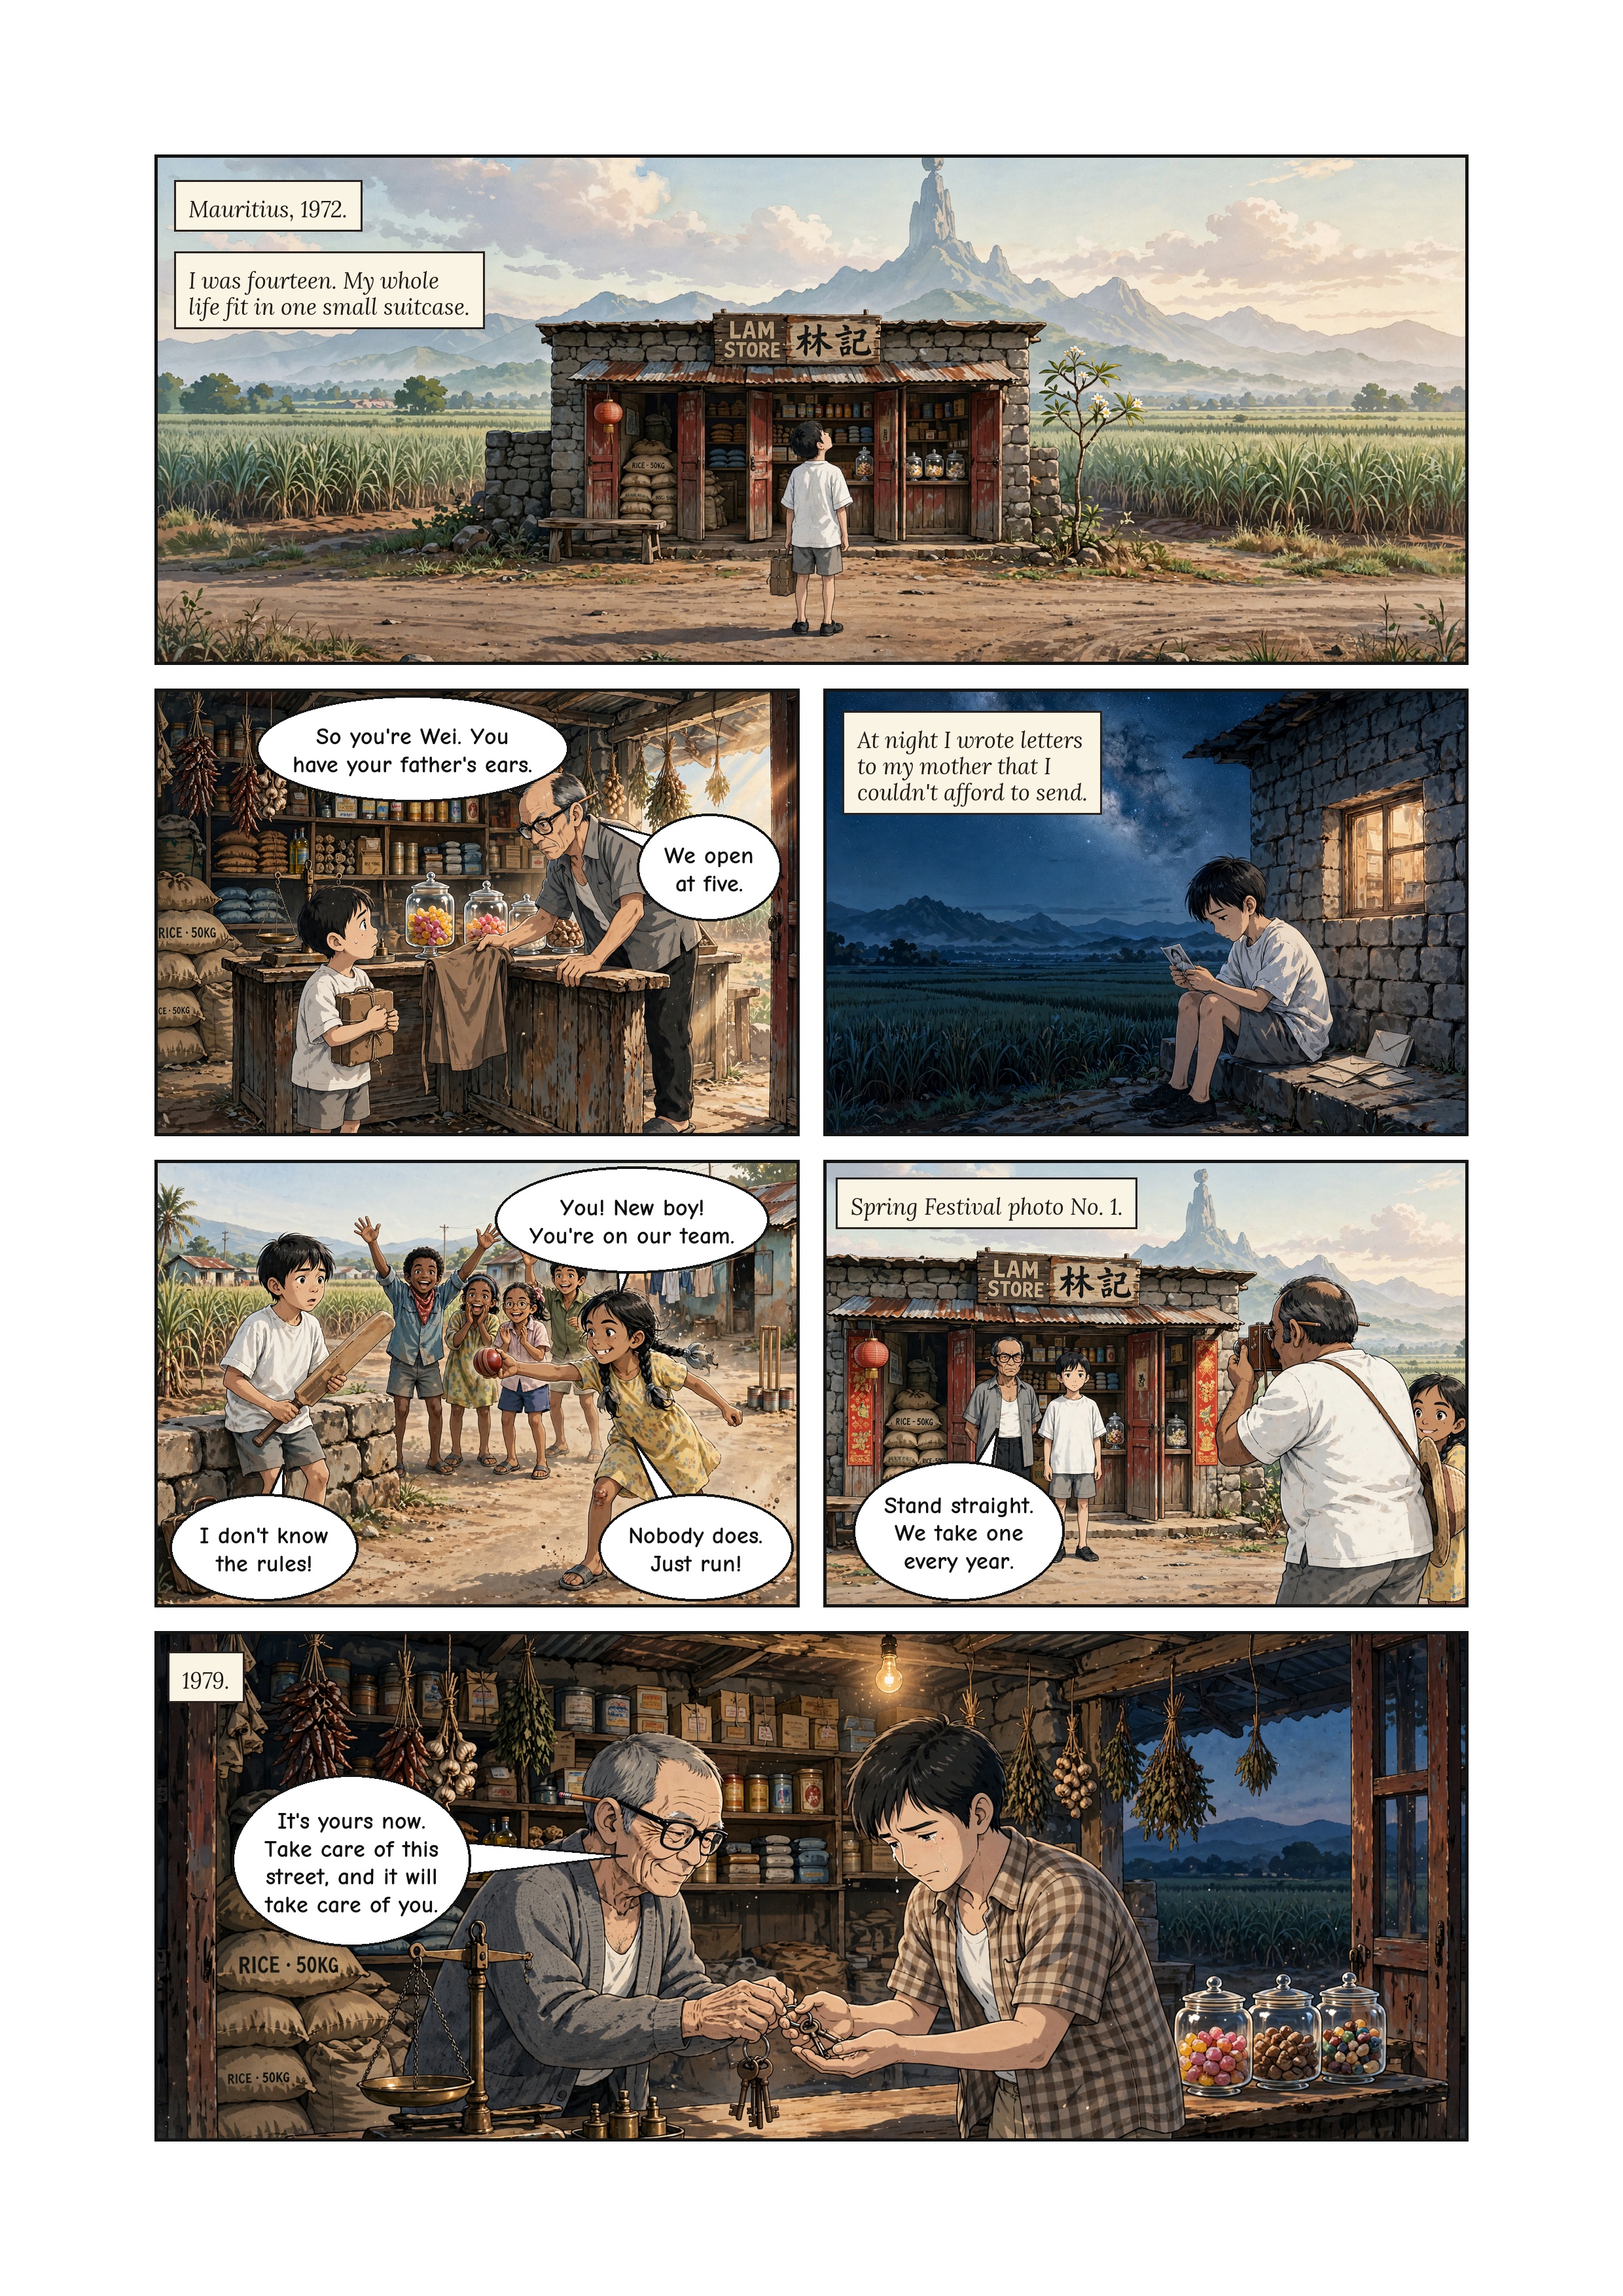 Mauritius, 1972.
I was fourteen. My whole
life fit in one small suitcase.
LAM
STORE
林記
RICE · 50KG
So you're Wei. You
have your father's ears.
We open
at five.
RICE · 50KG
CE · 50KG
At night I wrote letters
to my mother that I
couldn't afford to send.
You! New boy!
You're on our team.
I don't know
the rules!
Nobody does.
Just run!
Spring Festival photo No. 1.
LAM
STORE
林記
RICE · 50KG
Stand straight.
We take one
every year.
1979.
It's yours now.
Take care of this
street, and it will
take care of you.
RICE · 50KG
RICE · 50KG